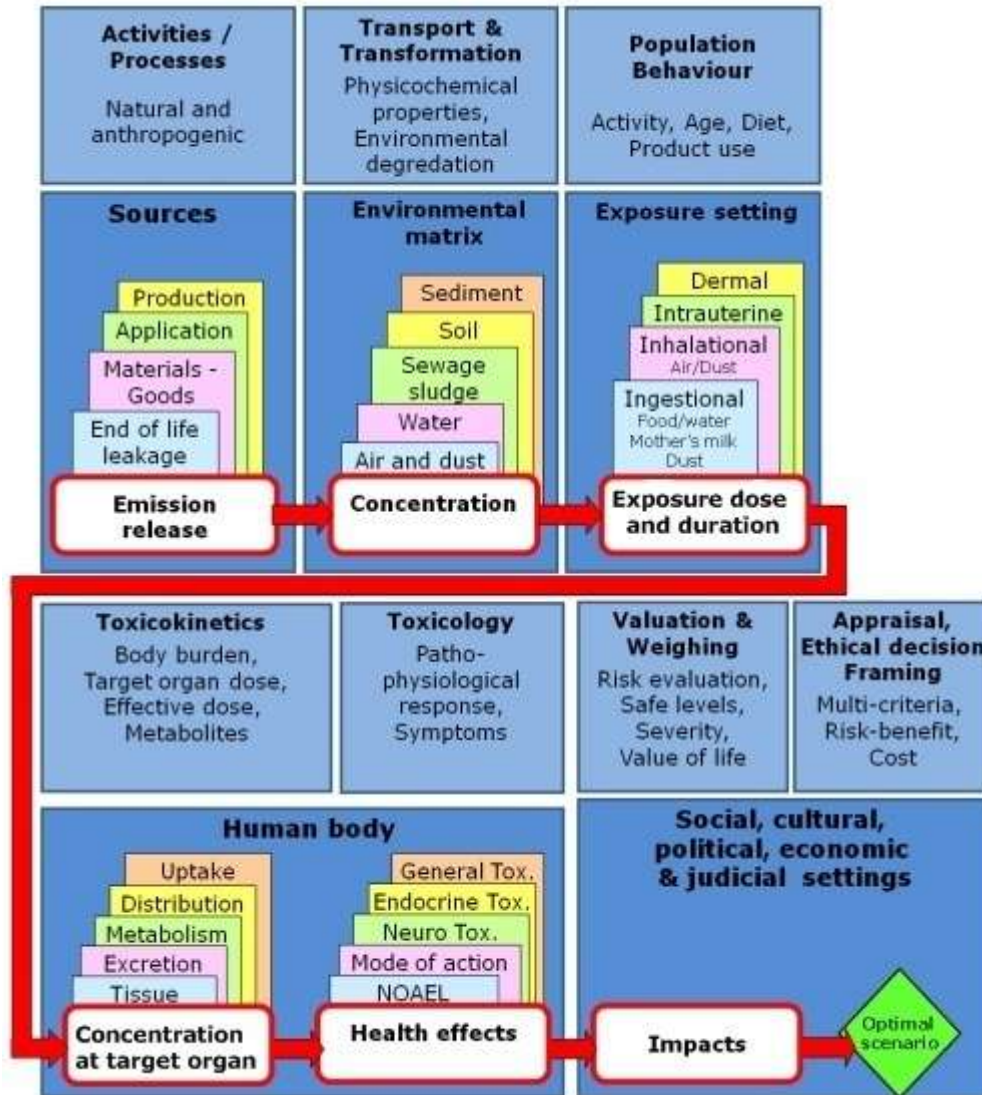 Activities /
Processes
Natural and
anthropogenic
Transport &
Transformation
Physicochemical
properties,
Environmental
degredation
Population
Behaviour
Activity, Age, Diet,
Product use
Sources
Production
Application
Materials -
Goods
End of life
leakage
Emission
release
Environmental
matrix
Sediment
Soil
Sewage
sludge
Water
Air and dust
Concentration
Exposure setting
Dermal
Intrauterine
Inhalational
Air/Dust
Ingestional
Food/water
Mother's milk
Dust
Exposure dose
and duration
Toxicokinetics
Body burden,
Target organ dose,
Effective dose,
Metabolites
Toxicology
Patho-
physiological
response,
Symptoms
Valuation &
Weighing
Risk evaluation,
Safe levels,
Severity,
Value of life
Appraisal,
Ethical decision
Framing
Multi-criteria,
Risk-benefit,
Cost
Human body
Uptake
Distribution
Metabolism
Excretion
Tissue
Concentration
at target organ
General Tox.
Endocrine Tox.
Neuro Tox.
Mode of action
NOAEL
Health effects
Social, cultural,
political, economic
& judicial settings
Impacts
Optimal
scenario